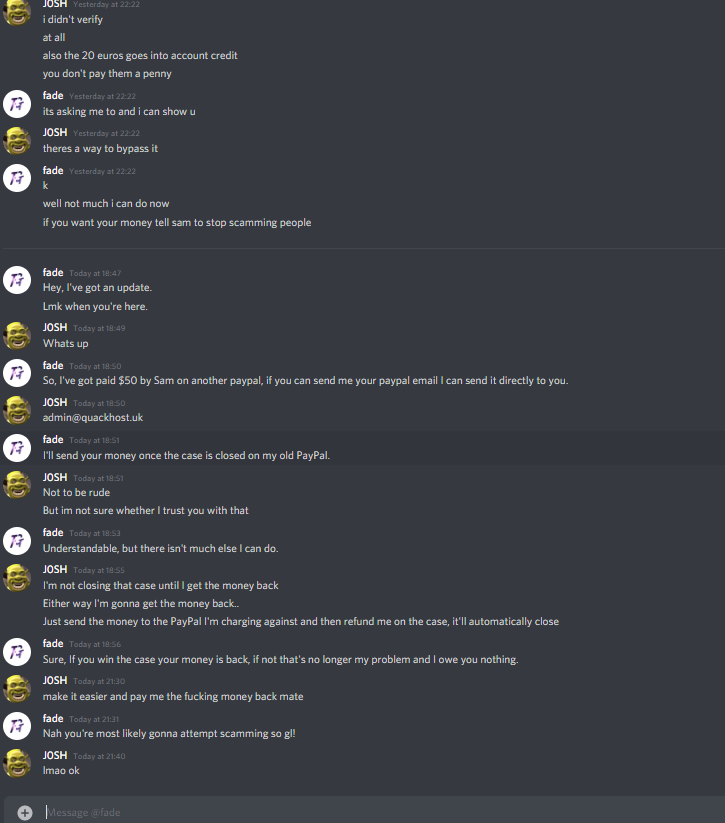 JOSH Yesterday at 22:22
i didn't verify
at all
also the 20 euros goes into account credit
you don't pay them a penny
fade Yesterday at 22:22
its asking me to and i can show u
JOSH Yesterday at 22:22
theres a way to bypass it
fade Yesterday at 22:22
k
well not much i can do now
if you want your money tell sam to stop scamming people
fade Today at 18:47
Hey, I've got an update.
Lmk when you're here.
JOSH Today at 18:49
Whats up
fade Today at 18:50
So, I've got paid $50 by Sam on another paypal, if you can send me your paypal email I can send it directly to you.
JOSH Today at 18:50
admin@quackhost.uk
fade Today at 18:51
I'll send your money once the case is closed on my old PayPal.
JOSH Today at 18:51
Not to be rude
But im not sure whether I trust you with that
fade Today at 18:53
Understandable, but there isn't much else I can do.
JOSH Today at 18:55
I'm not closing that case until I get the money back
Either way I'm gonna get the money back..
Just send the money to the PayPal I'm charging against and then refund me on the case, it'll automatically close
fade Today at 18:56
Sure, If you win the case your money is back, if not that's no longer my problem and I owe you nothing.
JOSH Today at 21:30
make it easier and pay me the fucking money back mate
fade Today at 21:31
Nah you're most likely gonna attempt scamming so gl!
JOSH Today at 21:40
lmao ok
Message @fade